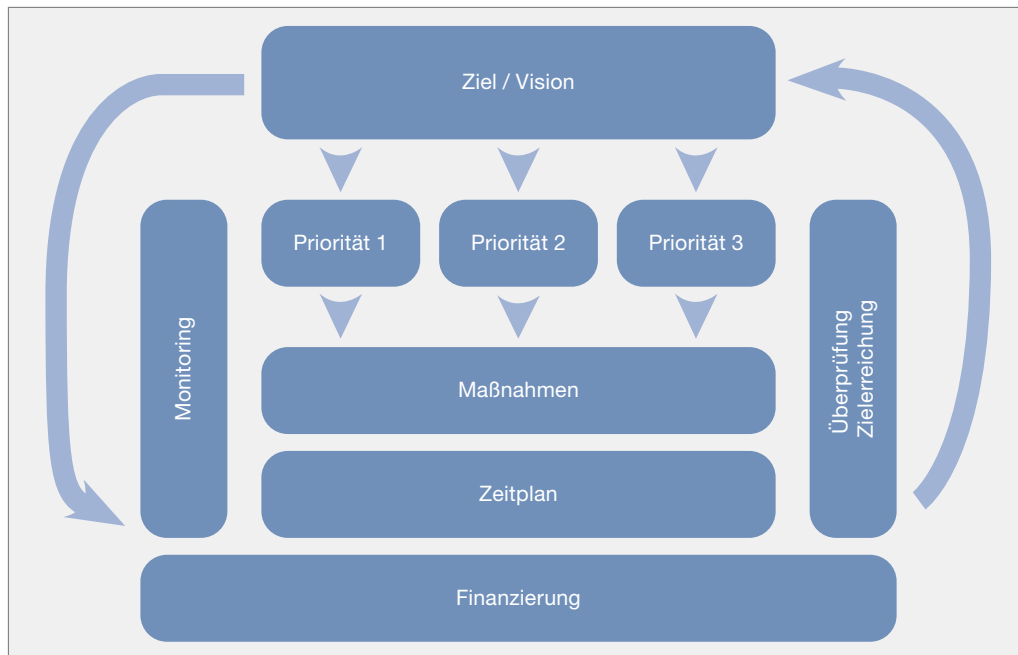 Ziel / Vision
Priorität 1
Priorität 2
Priorität 3
Monitoring
Maßnahmen
Überprüfung
Zielerreichung
Zeitplan
Finanzierung